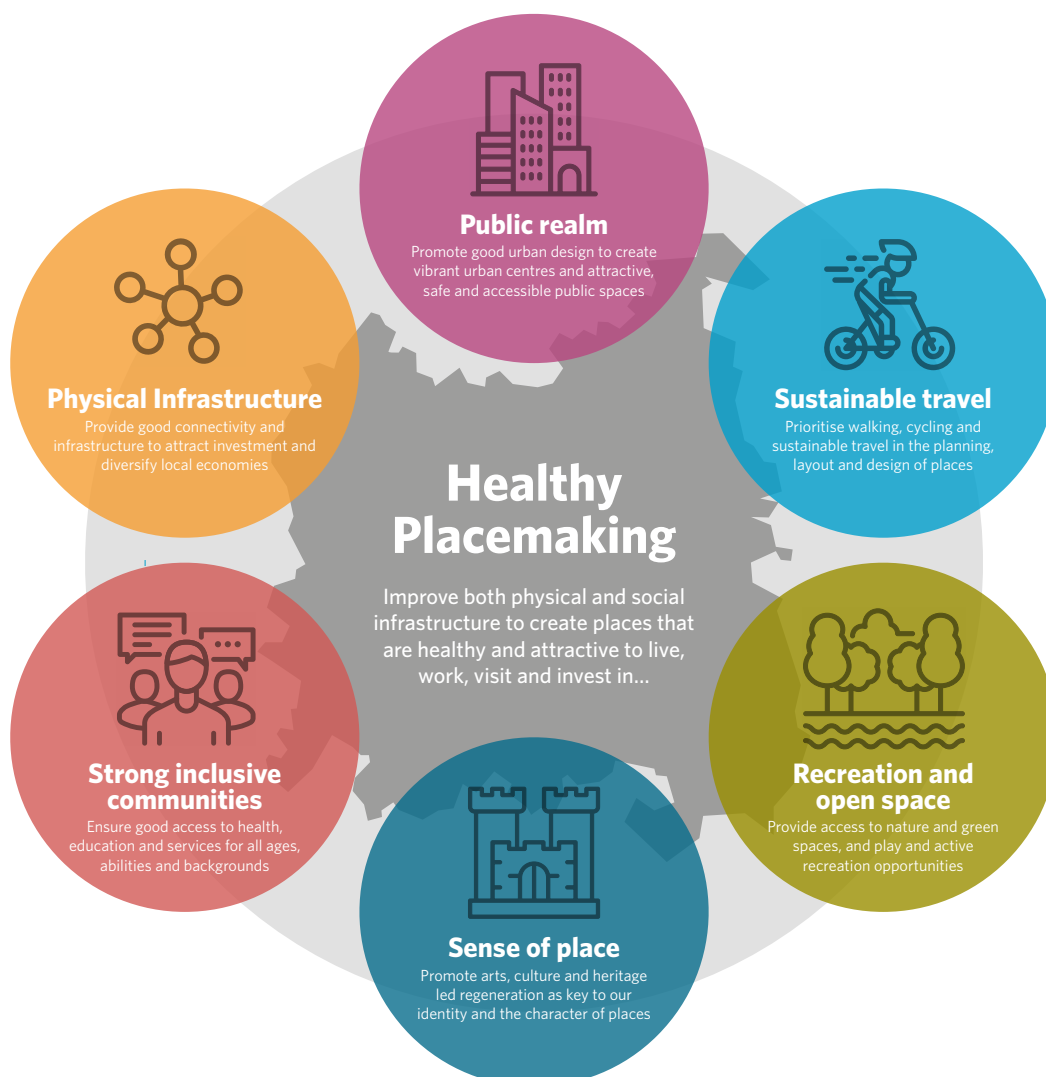 Public realm
Promote good urban design to create
vibrant urban centres and attractive,
safe and accessible public spaces
Physical Infrastructure
Provide good connectivity and
infrastructure to attract investment and
diversify local economies
Sustainable travel
Prioritise walking, cycling and
sustainable travel in the planning,
layout and design of places
Healthy
Placemaking
Improve both physical and social
infrastructure to create places that
are healthy and attractive to live,
work, visit and invest in...
Strong inclusive
communities
Ensure good access to health,
education and services for all ages,
abilities and backgrounds
Recreation and
open space
Provide access to nature and green
spaces, and play and active
recreation opportunities
Sense of place
Promote arts, culture and heritage
led regeneration as key to our
identity and the character of places